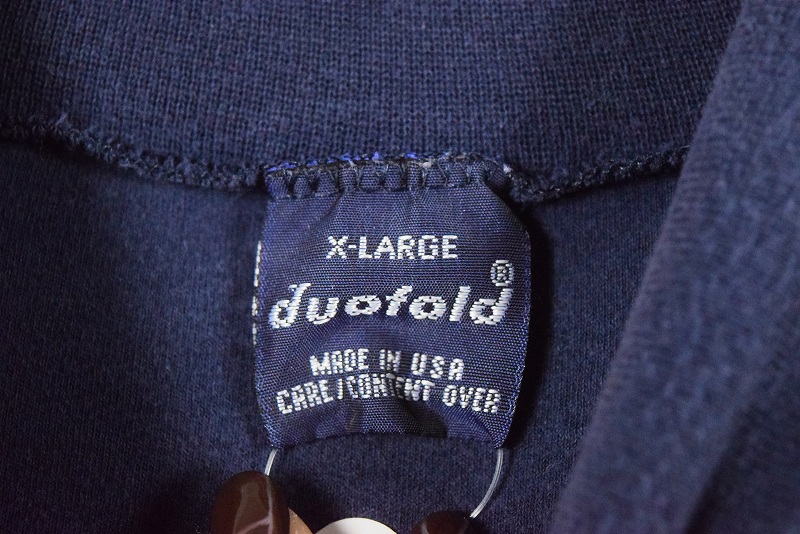 X-LARGE
duofold®
MADE IN USA
CARE/CONTENT OVER